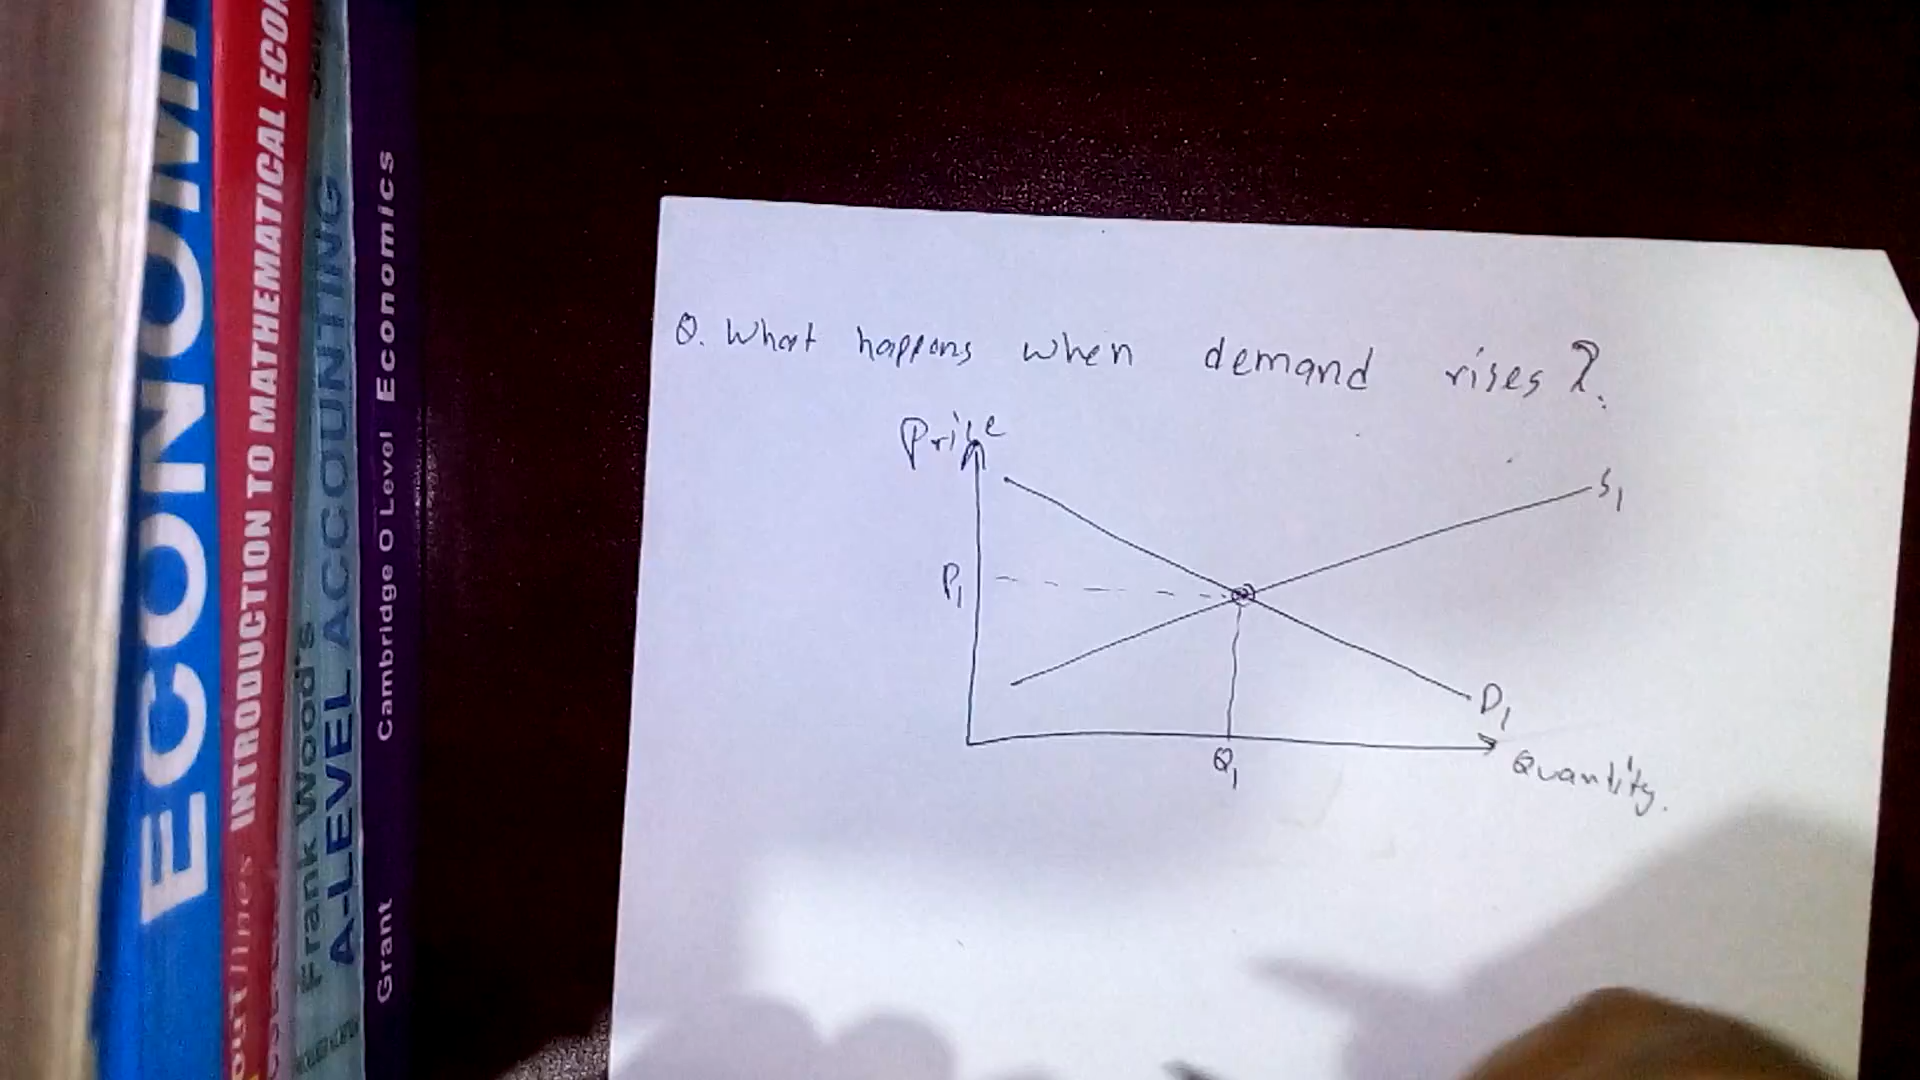 ECONOMI
INTRODUCTION TO MATHEMATICAL ECO
Frank Wood's
A-LEVEL ACCOUNTING
Grant Cambridge O Level Economics
Q. What happens when demand rises?
Price
S1
P1
D1
Q1
Quantity.